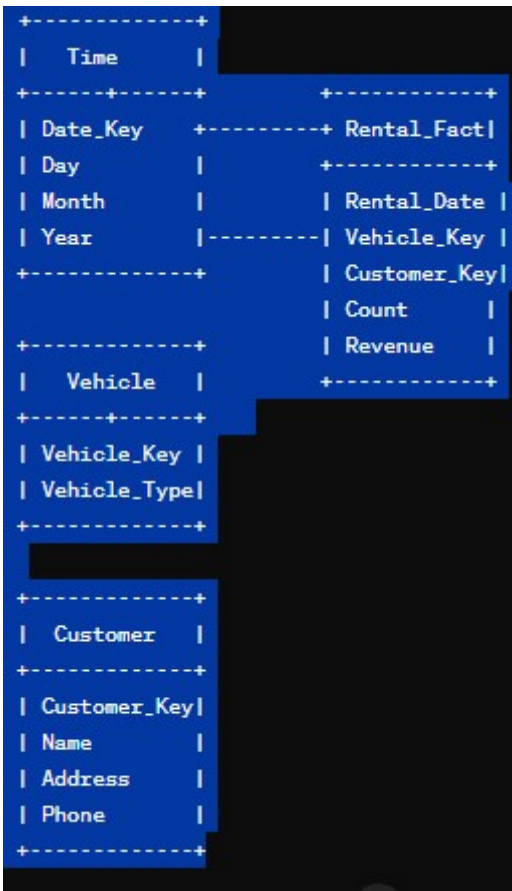 +-------------+
|   Time      |
+------+------+         +------------+
| Date_Key    +---------+ Rental_Fact|
| Day         |         +------------+
| Month       |         | Rental_Date |
| Year        |---------| Vehicle_Key |
+-------------+         | Customer_Key|
                        | Count      |
+-------------+         | Revenue    |
|   Vehicle   |         +------------+
+------+------+
| Vehicle_Key |
| Vehicle_Type|
+-------------+
+-------------+
|  Customer   |
+-------------+
| Customer_Key|
| Name        |
| Address     |
| Phone       |
+-------------+